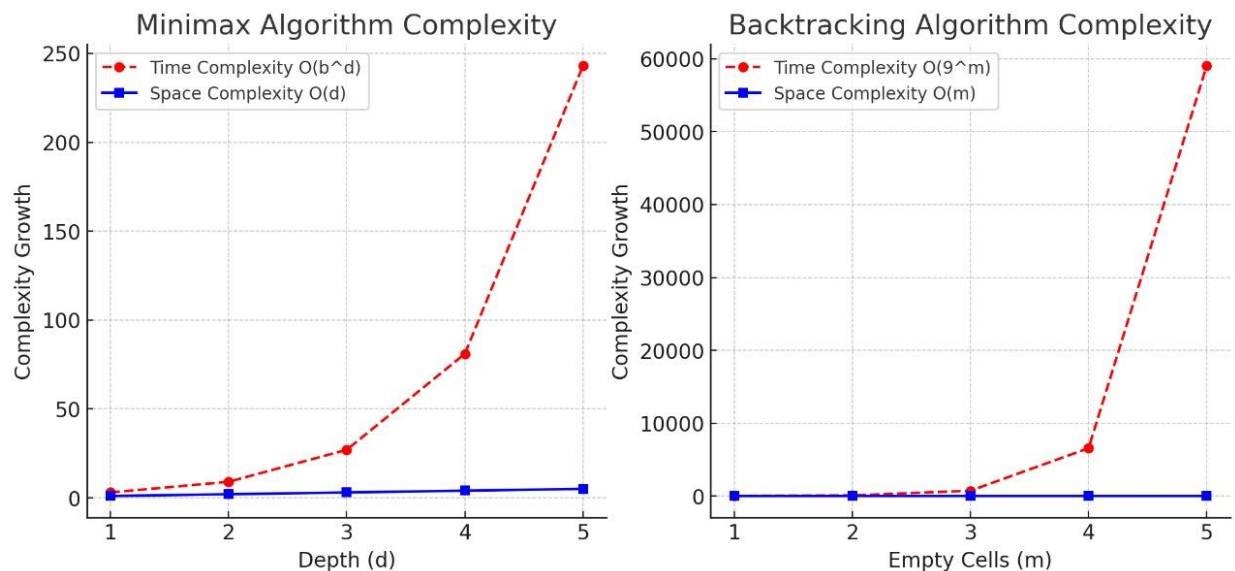 Minimax Algorithm Complexity
250
200
150
100
50
0
Complexity Growth
Time Complexity O(b^d)
Space Complexity O(d)
1 2 3 4 5
Depth (d)
Backtracking Algorithm Complexity
60000
50000
40000
30000
20000
10000
0
Complexity Growth
Time Complexity O(9^m)
Space Complexity O(m)
1 2 3 4 5
Empty Cells (m)